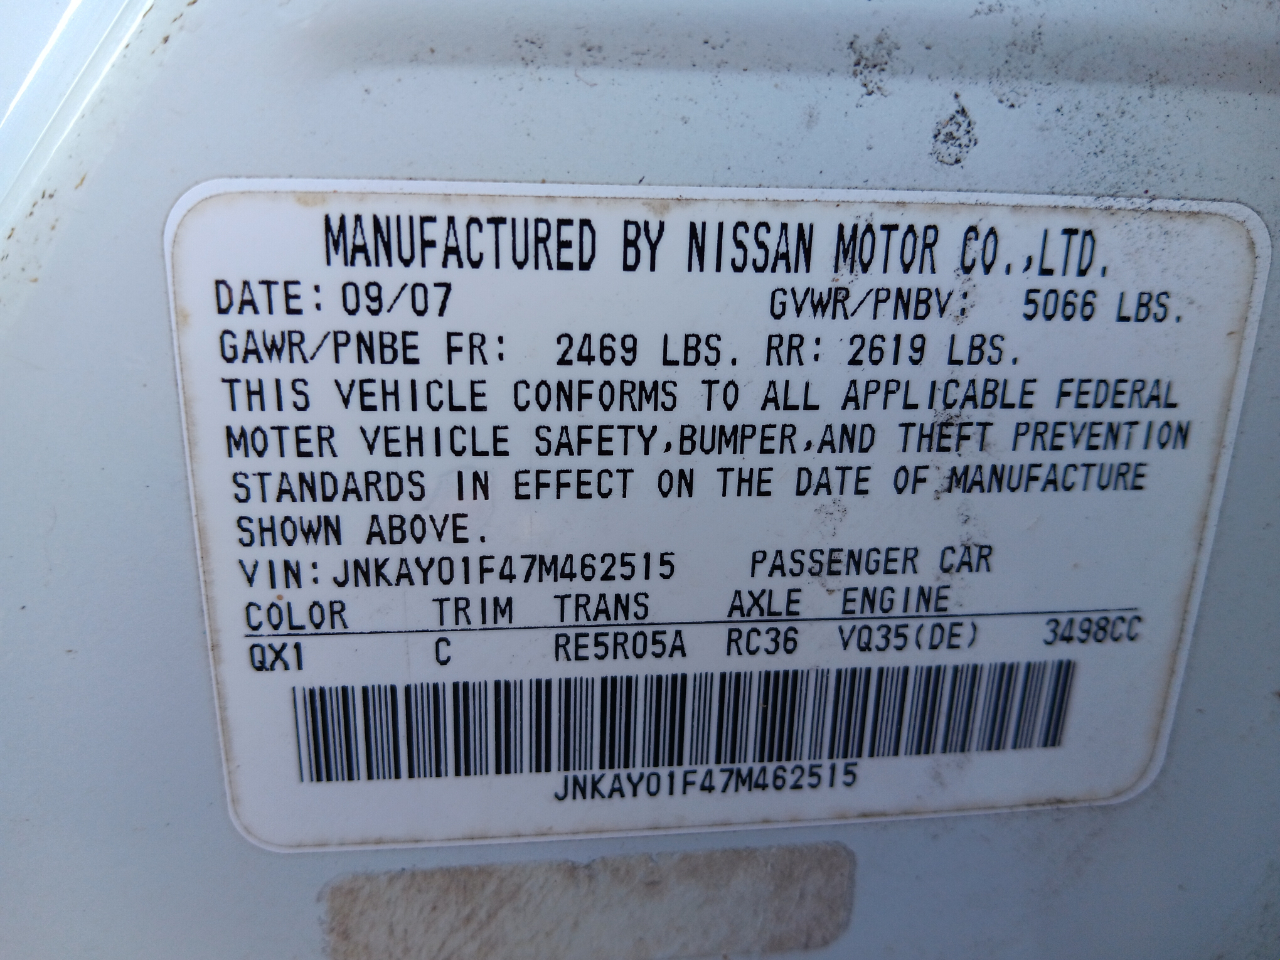 MANUFACTURED BY NISSAN MOTOR CO.,LTD.
DATE: 09/07 GVWR/PNBV: 5066 LBS.
GAWR/PNBE FR: 2469 LBS. RR: 2619 LBS.
THIS VEHICLE CONFORMS TO ALL APPLICABLE FEDERAL
MOTER VEHICLE SAFETY,BUMPER,AND THEFT PREVENTION
STANDARDS IN EFFECT ON THE DATE OF MANUFACTURE
SHOWN ABOVE.
VIN: JNKAY01F47M462515 PASSENGER CAR
COLOR TRIM TRANS AXLE ENGINE
QX1 C RE5R05A RC36 VQ35(DE) 3498CC
JNKAY01F47M462515